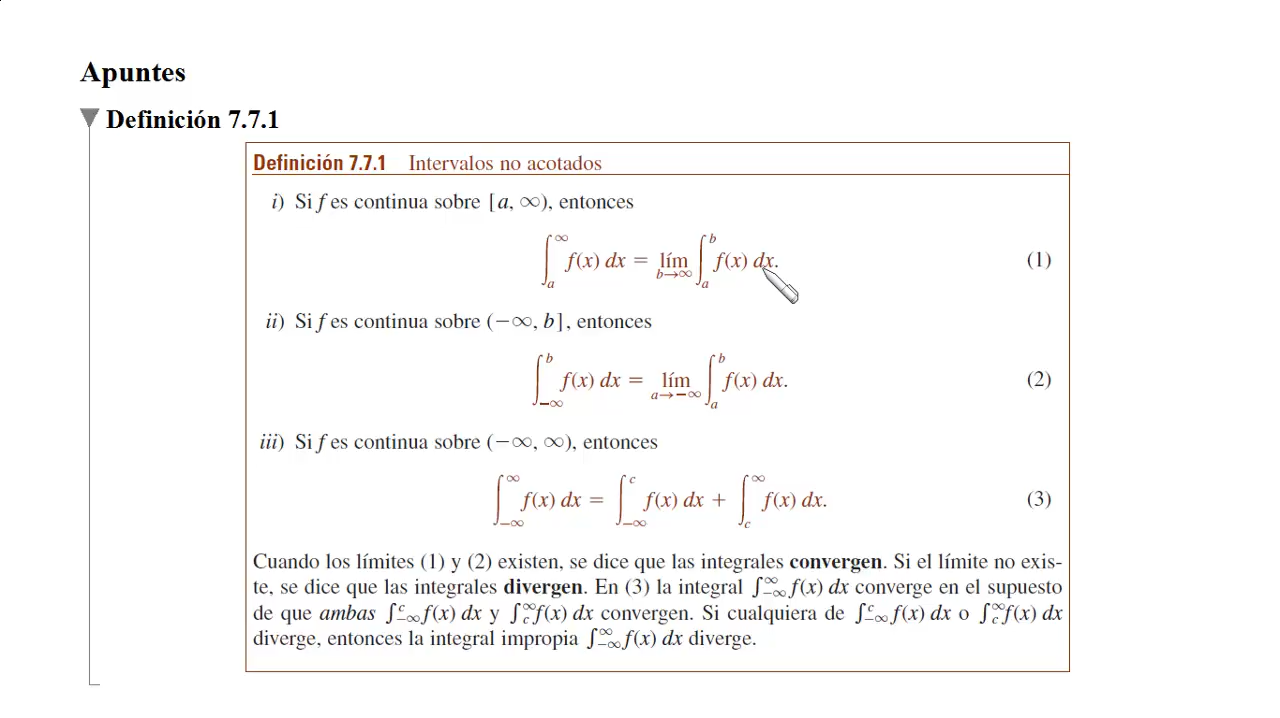 Apuntes
Definición 7.7.1
Definición 7.7.1 Intervalos no acotados
i) Si f es continua sobre [a, ∞), entonces
∫_a^∞ f(x) dx = lím_{b→∞} ∫_a^b f(x) dx. (1)
ii) Si f es continua sobre (−∞, b], entonces
∫_{−∞}^b f(x) dx = lím_{a→−∞} ∫_a^b f(x) dx. (2)
iii) Si f es continua sobre (−∞, ∞), entonces
∫_{−∞}^∞ f(x) dx = ∫_{−∞}^c f(x) dx + ∫_c^∞ f(x) dx. (3)
Cuando los límites (1) y (2) existen, se dice que las integrales convergen. Si el límite no exis-
te, se dice que las integrales divergen. En (3) la integral ∫_{−∞}^∞ f(x) dx converge en el supuesto
de que ambas ∫_{−∞}^c f(x) dx y ∫_c^∞ f(x) dx convergen. Si cualquiera de ∫_{−∞}^c f(x) dx o ∫_c^∞ f(x) dx
diverge, entonces la integral impropia ∫_{−∞}^∞ f(x) dx diverge.